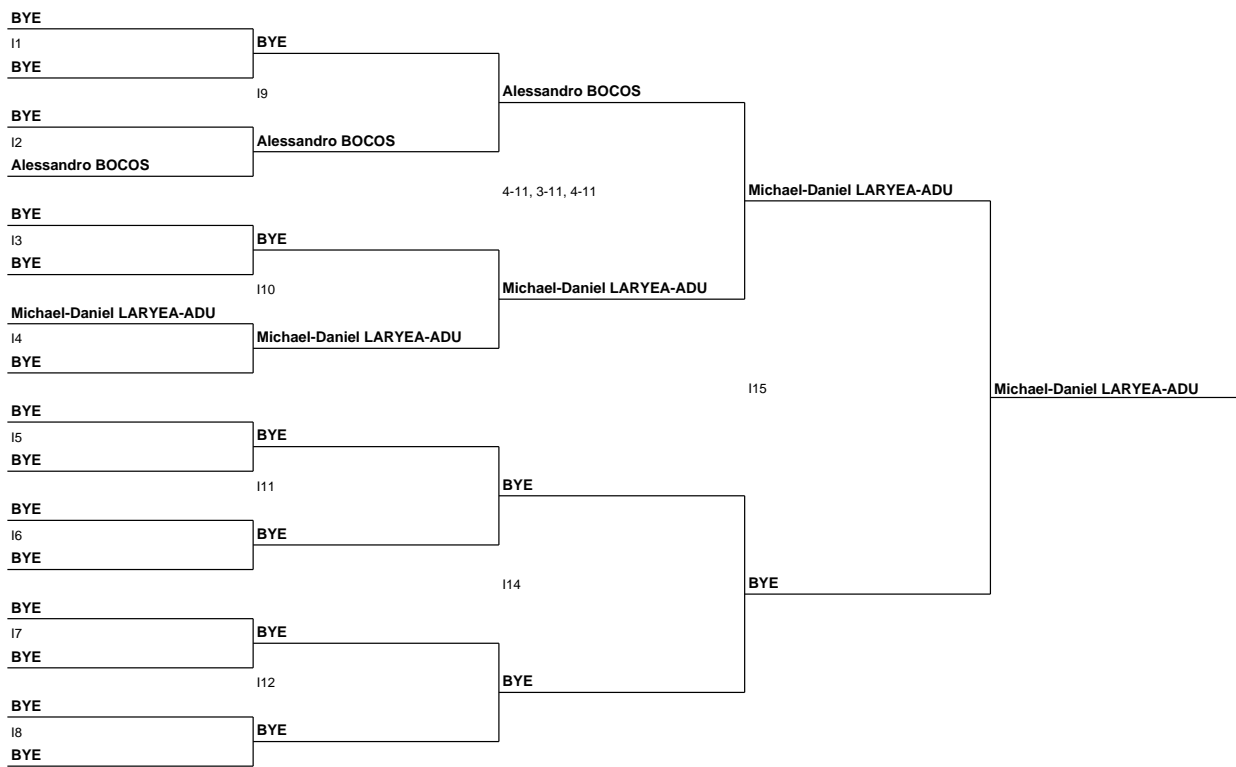 BYE
I1
BYE
BYE
I9
BYE
I2
Alessandro BOCOS
Alessandro BOCOS
Alessandro BOCOS
4-11, 3-11, 4-11
BYE
I3
BYE
BYE
I10
Michael-Daniel LARYEA-ADU
I4
BYE
Michael-Daniel LARYEA-ADU
Michael-Daniel LARYEA-ADU
Michael-Daniel LARYEA-ADU
I15
Michael-Daniel LARYEA-ADU
BYE
I5
BYE
BYE
I11
BYE
I6
BYE
BYE
BYE
I14
BYE
BYE
I7
BYE
BYE
I12
BYE
BYE
I8
BYE
BYE